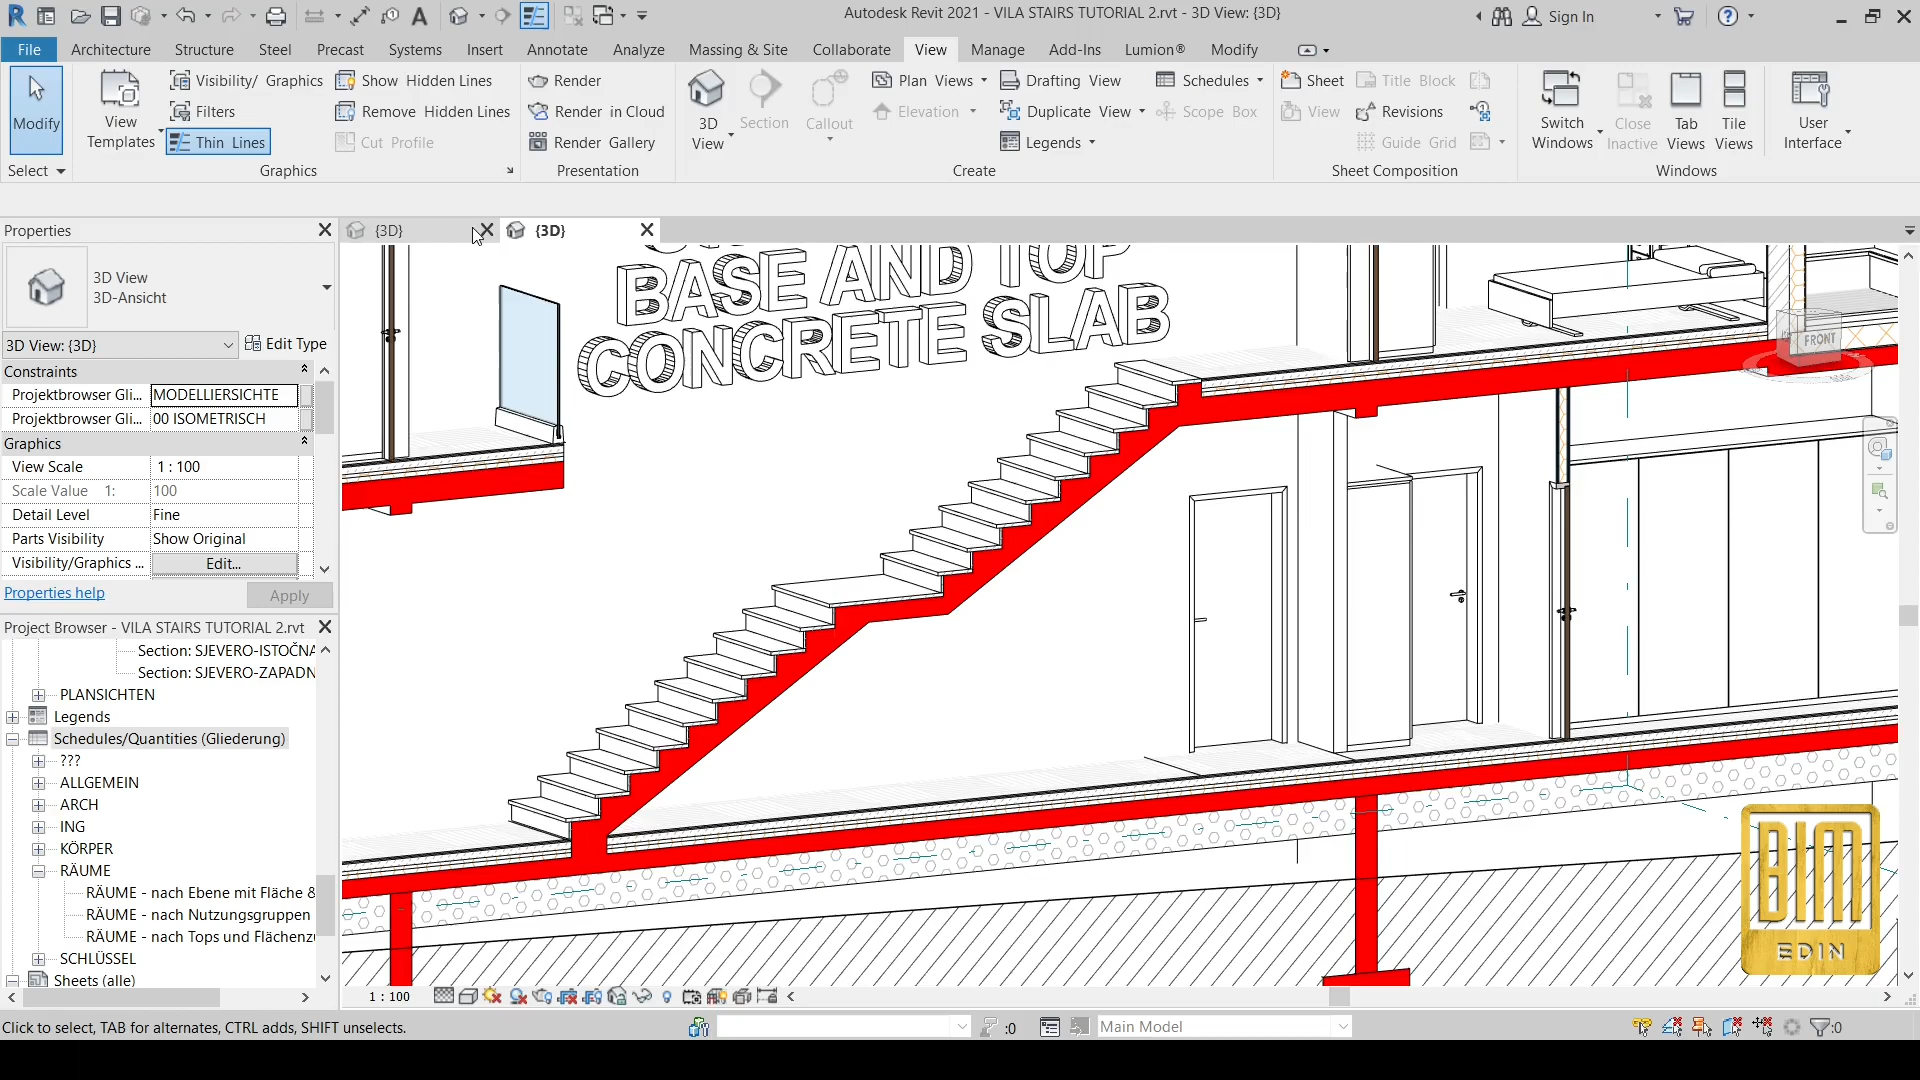 Autodesk Revit 2021 - VILA STAIRS TUTORIAL 2.rvt - 3D View: {3D}
Sign In
File Architecture Structure Steel Precast Systems Insert Annotate Analyze Massing & Site Collaborate View Manage Add-Ins Lumion® Modify
Modify
View
Templates
Visibility/ Graphics
Filters
Thin Lines
Show Hidden Lines
Remove Hidden Lines
Cut Profile
Render
Render in Cloud
Render Gallery
3D
View
Section
Callout
Plan Views
Elevation
Drafting View
Duplicate View
Legends
Schedules
Scope Box
Sheet
View
Title Block
Revisions
Guide Grid
Switch
Windows
Close
Inactive
Tab
Views
Tile
Views
User
Interface
Select
Graphics
Presentation
Create
Sheet Composition
Windows
Properties
{3D}
{3D}
3D View
3D-Ansicht
3D View: {3D}
Edit Type
Constraints
Projektbrowser Gli... MODELLIERSICHTE
Projektbrowser Gli... 00 ISOMETRISCH
Graphics
View Scale 1 : 100
Scale Value 1: 100
Detail Level Fine
Parts Visibility Show Original
Visibility/Graphics ... Edit...
Properties help
Apply
Project Browser - VILA STAIRS TUTORIAL 2.rvt
Section: SJEVERO-ISTOČNA
Section: SJEVERO-ZAPADN
PLANSICHTEN
Legends
Schedules/Quantities (Gliederung)
???
ALLGEMEIN
ARCH
ING
KÖRPER
RÄUME
RÄUME - nach Ebene mit Fläche &
RÄUME - nach Nutzungsgruppen
RÄUME - nach Tops und Flächenzu
SCHLÜSSEL
Sheets (alle)
BASE AND TOP
CONCRETE SLAB
FRONT
BIM
EDIN
1 : 100
Click to select, TAB for alternates, CTRL adds, SHIFT unselects.
:0
Main Model
:0